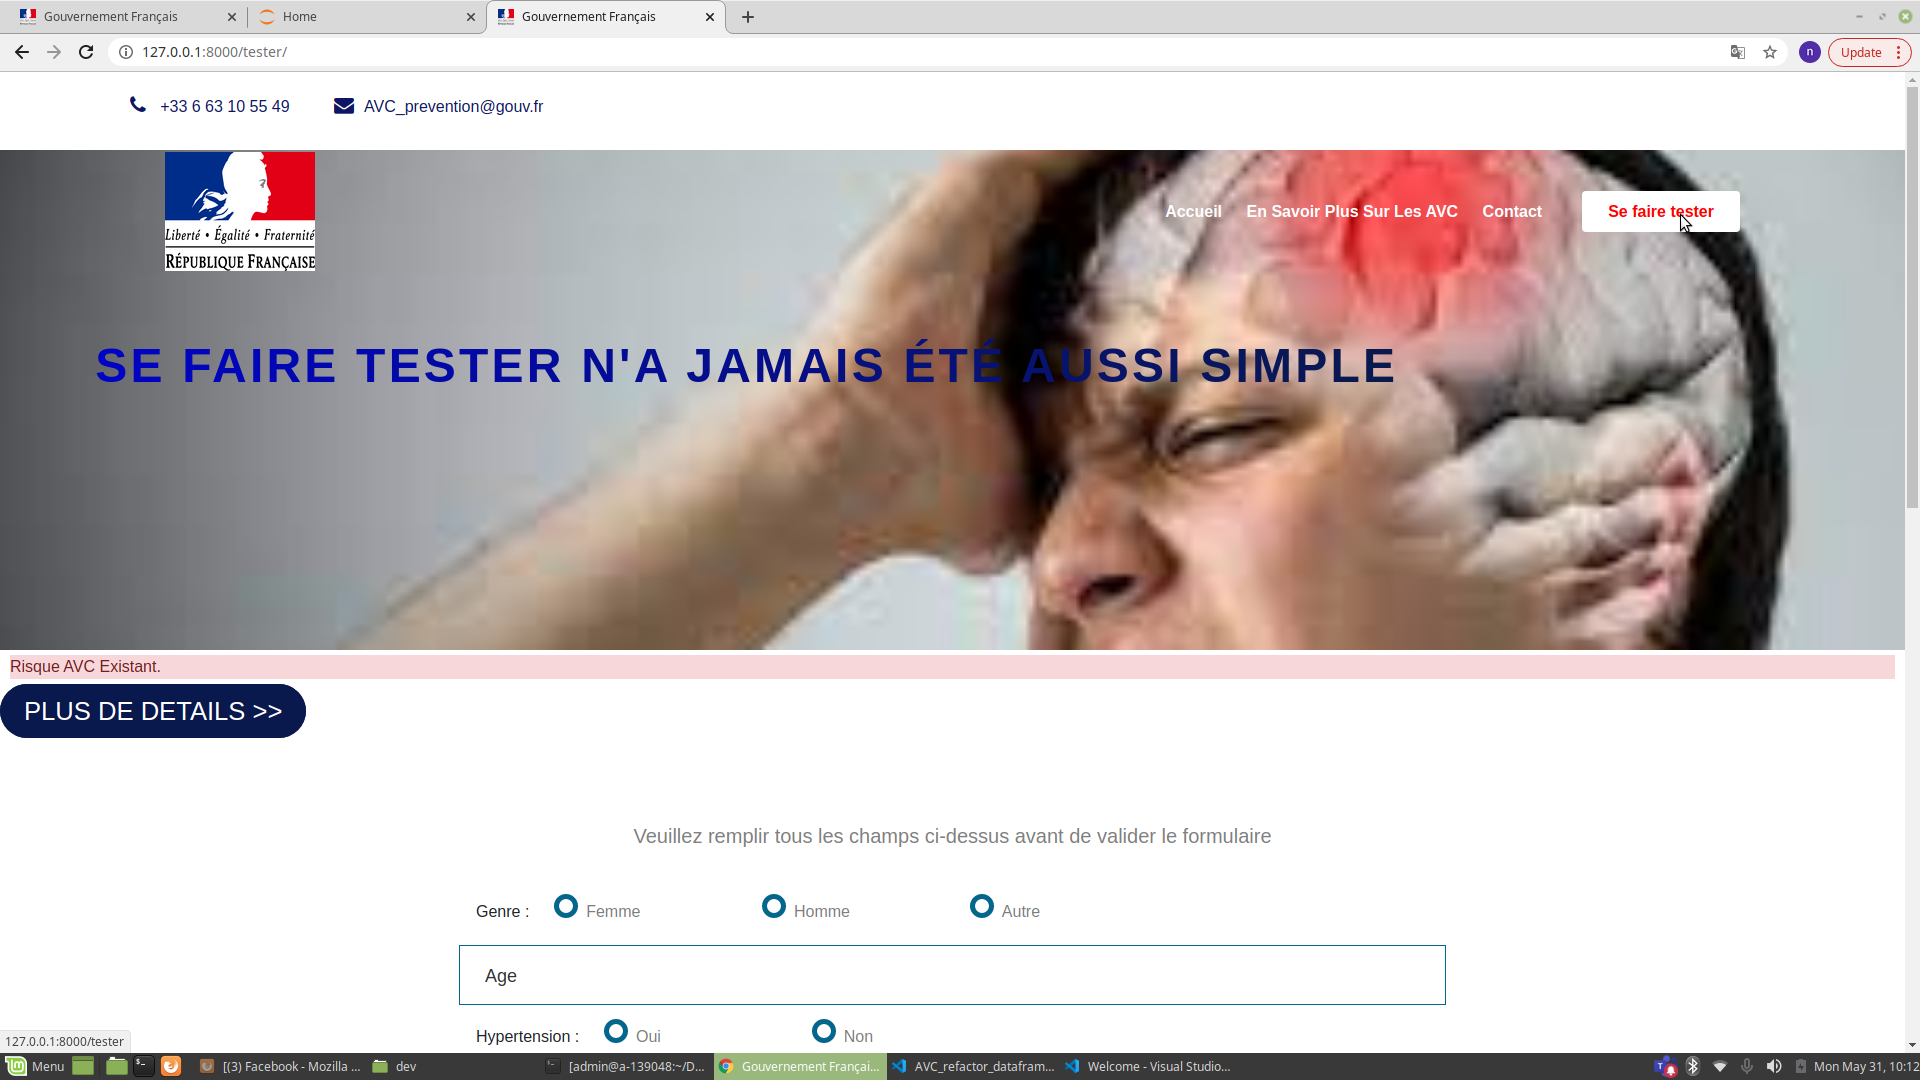 Gouvernement Français
Home
Gouvernement Français
127.0.0.1:8000/tester/
n
Update
+33 6 63 10 55 49
AVC_prevention@gouv.fr
Liberté • Égalité • Fraternité
RÉPUBLIQUE FRANÇAISE
Accueil
En Savoir Plus Sur Les AVC
Contact
Se faire tester
SE FAIRE TESTER N'A JAMAIS ÉTÉ AUSSI SIMPLE
Risque AVC Existant.
PLUS DE DETAILS >>
Veuillez remplir tous les champs ci-dessus avant de valider le formulaire
Genre :
Femme
Homme
Autre
Age
Hypertension :
Oui
Non
127.0.0.1:8000/tester
Menu
[(3) Facebook - Mozilla ...
dev
[admin@a-139048:~/D...
Gouvernement Françai...
AVC_refactor_datafram...
Welcome - Visual Studio...
Mon May 31, 10:12